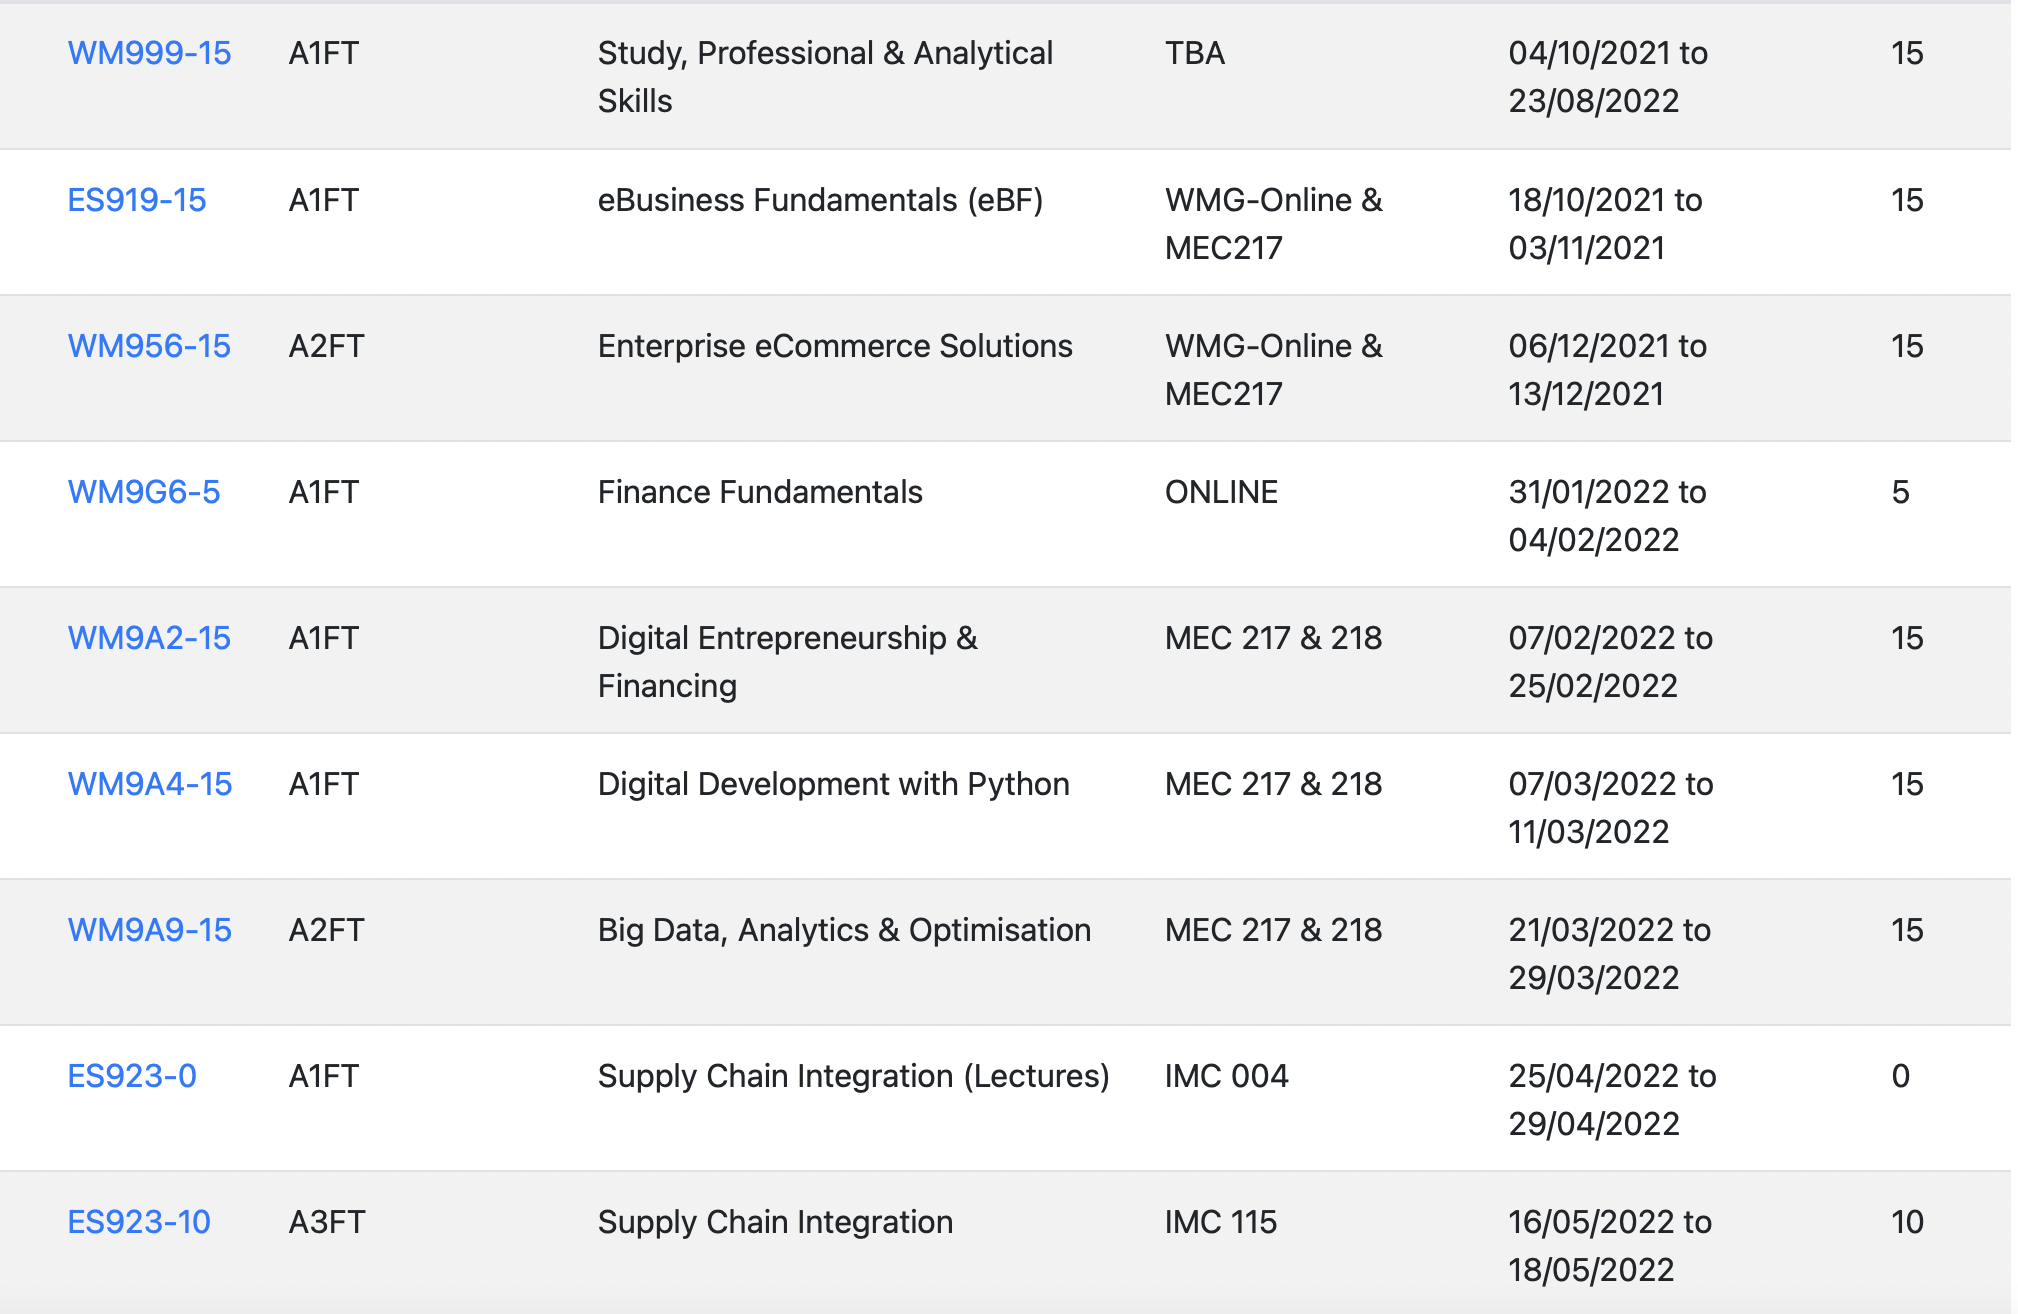 WM999-15 A1FT Study, Professional & Analytical TBA 04/10/2021 to 15
Skills 23/08/2022
ES919-15 A1FT eBusiness Fundamentals (eBF) WMG-Online & 18/10/2021 to 15
MEC217 03/11/2021
WM956-15 A2FT Enterprise eCommerce Solutions WMG-Online & 06/12/2021 to 15
MEC217 13/12/2021
WM9G6-5 A1FT Finance Fundamentals ONLINE 31/01/2022 to 5
04/02/2022
WM9A2-15 A1FT Digital Entrepreneurship & MEC 217 & 218 07/02/2022 to 15
Financing 25/02/2022
WM9A4-15 A1FT Digital Development with Python MEC 217 & 218 07/03/2022 to 15
11/03/2022
WM9A9-15 A2FT Big Data, Analytics & Optimisation MEC 217 & 218 21/03/2022 to 15
29/03/2022
ES923-0 A1FT Supply Chain Integration (Lectures) IMC 004 25/04/2022 to 0
29/04/2022
ES923-10 A3FT Supply Chain Integration IMC 115 16/05/2022 to 10
18/05/2022